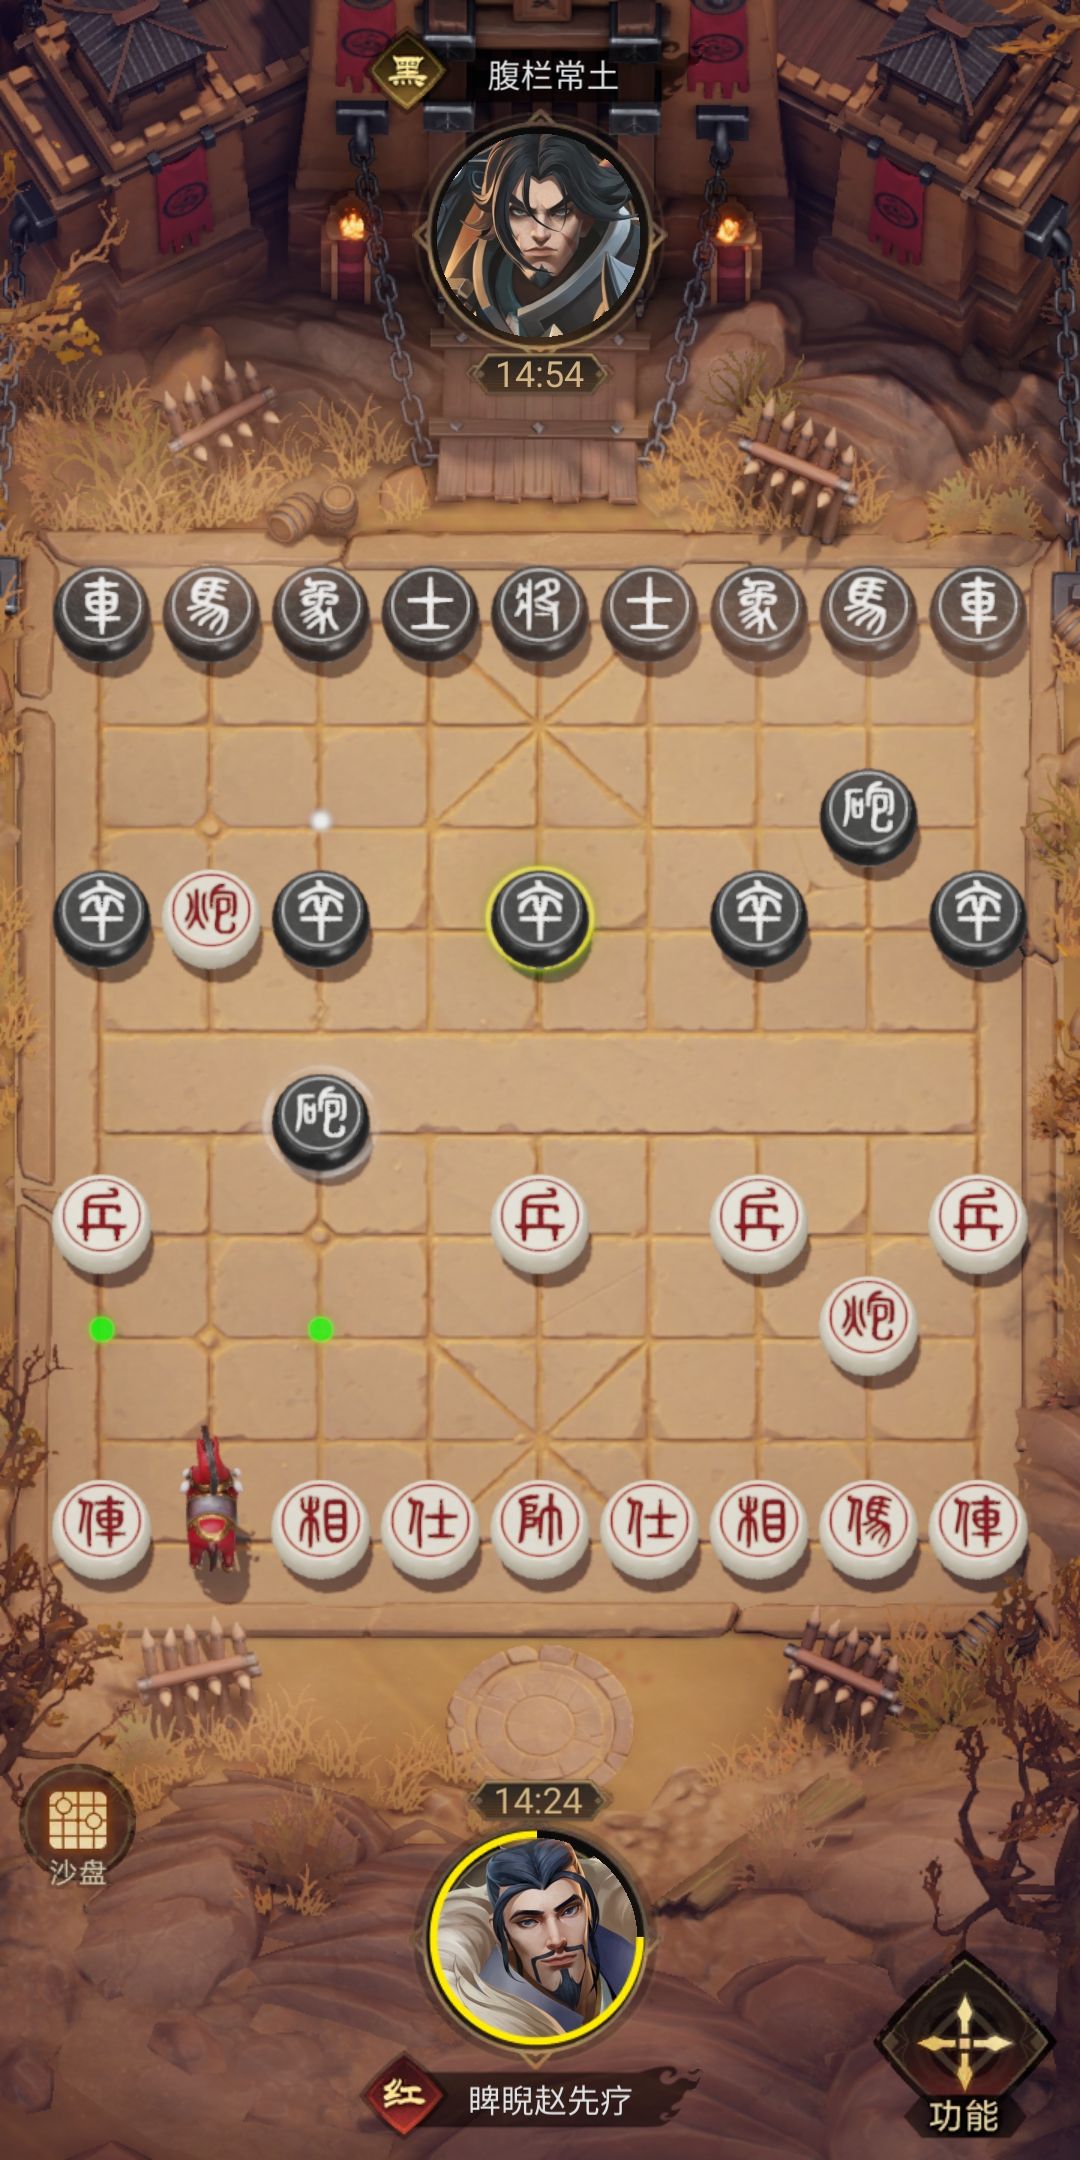 黑 腹栏常土
14:54
車 馬 象 士 将 士 象 馬 車
砲
卒 炮 卒 卒 卒 卒
砲
兵 兵 兵 兵
炮
俥 相 仕 帥 仕 相 傌 俥
14:24
沙盘
红 睥睨赵先疗
功能